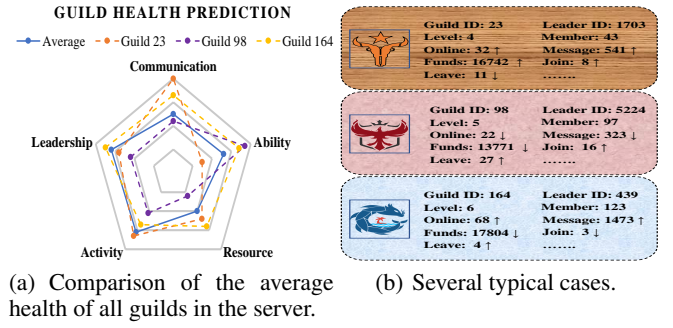 GUILD HEALTH PREDICTION
Average Guild 23 Guild 98 Guild 164
Communication
Leadership
Ability
Activity
Resource
(a) Comparison of the average
health of all guilds in the server.
Guild ID: 23 Leader ID: 1703
Level: 4 Member: 43
Online: 32 ↑ Message: 541 ↑
Funds: 16742 ↑ Join: 8 ↑
Leave: 11 ↓ .......
Guild ID: 98 Leader ID: 5224
Level: 5 Member: 97
Online: 22 ↓ Message: 323 ↓
Funds: 13771 ↓ Join: 16 ↑
Leave: 27 ↑ .......
Guild ID: 164 Leader ID: 439
Level: 6 Member: 123
Online: 68 ↑ Message: 1473 ↑
Funds: 17804 ↓ Join: 3 ↓
Leave: 4 ↑ .......
(b) Several typical cases.